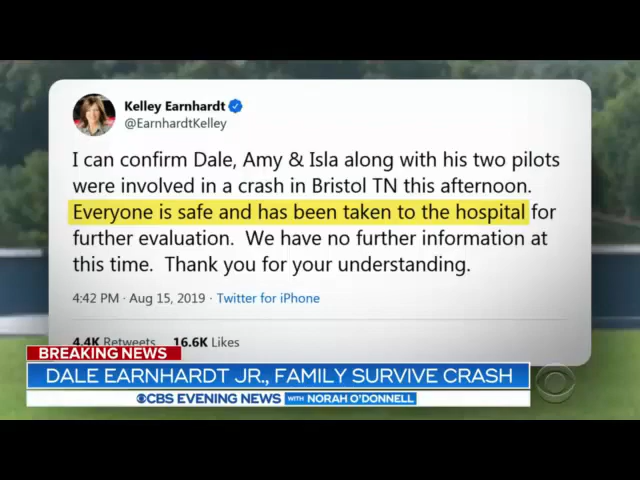 Kelley Earnhardt
@EarnhardtKelley
I can confirm Dale, Amy & Isla along with his two pilots
were involved in a crash in Bristol TN this afternoon.
Everyone is safe and has been taken to the hospital for
further evaluation.  We have no further information at
this time.  Thank you for your understanding.
4:42 PM · Aug 15, 2019 · Twitter for iPhone
4.4K Retweets 16.6K Likes
BREAKING NEWS
DALE EARNHARDT JR., FAMILY SURVIVE CRASH
CBS EVENING NEWS WITH NORAH O'DONNELL